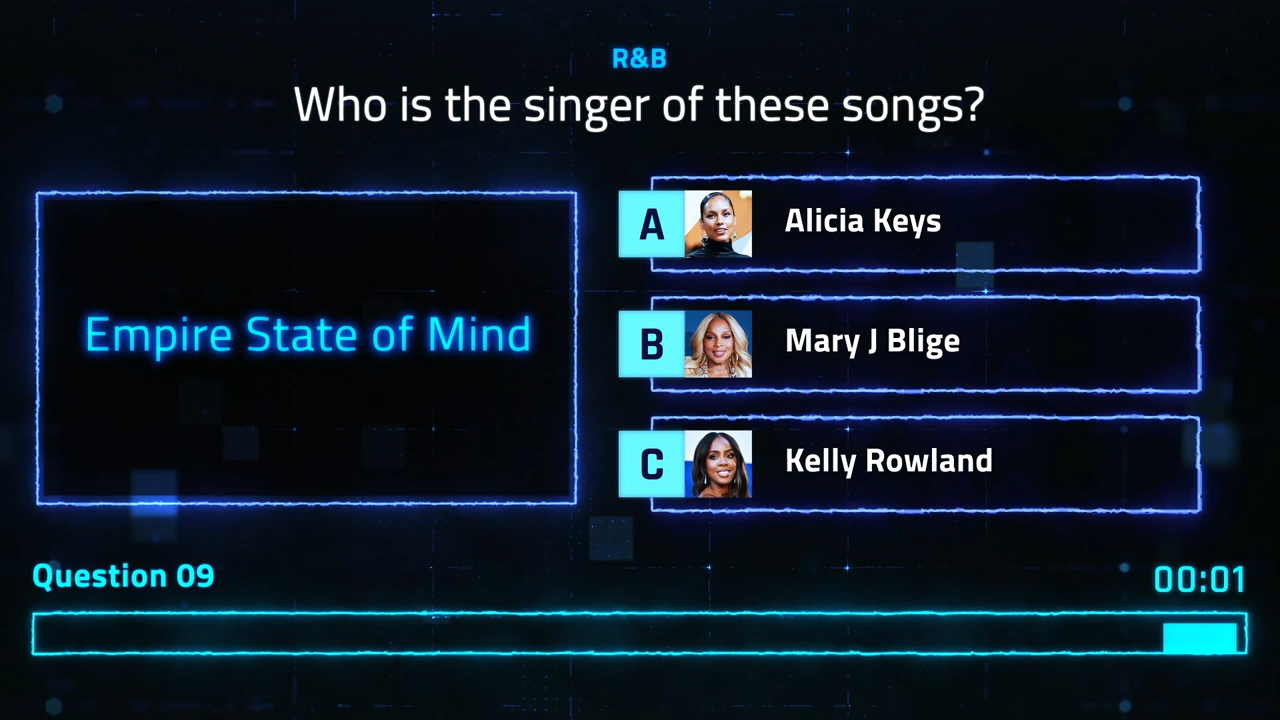 R&B
Who is the singer of these songs?
Empire State of Mind
A
Alicia Keys
B
Mary J Blige
C
Kelly Rowland
Question 09
00:01